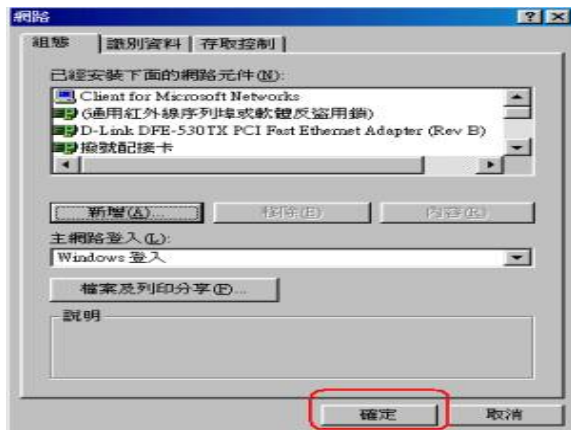 網路
組態 識別資料 存取控制
已經安裝下面的網路元件(N):
Client for Microsoft Networks
(通用紅外線序列埠或軟體反盜用鎖)
D-Link DFE-530TX PCI Fast Ethernet Adapter (Rev B)
撥號配接卡
新增(A)... 移除(E) 內容(R)
主網路登入(L):
Windows 登入
檔案及列印分享(F)...
說明
確定 取消